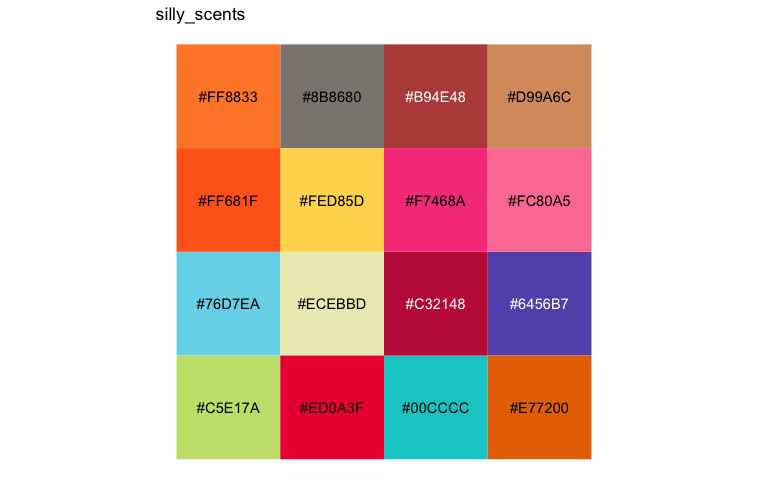 silly_scents
#FF8833 #8B8680 #B94E48 #D99A6C
#FF681F #FED85D #F7468A #FC80A5
#76D7EA #ECEBBD #C32148 #6456B7
#C5E17A #ED0A3F #00CCCC #E77200